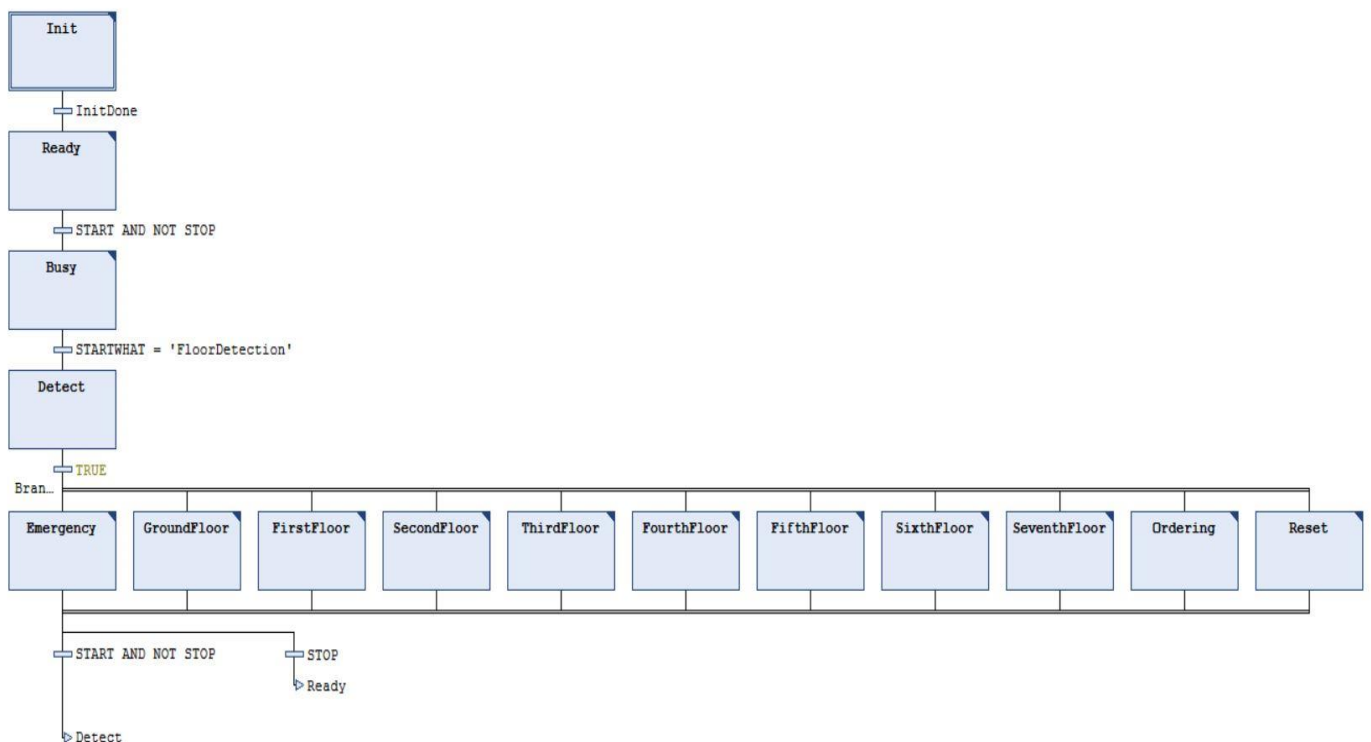 Init
InitDone
Ready
START AND NOT STOP
Busy
STARTWHAT = 'FloorDetection'
Detect
TRUE
Bran...
Emergency GroundFloor FirstFloor SecondFloor ThirdFloor FourthFloor FifthFloor SixthFloor SeventhFloor Ordering Reset
START AND NOT STOP STOP
Ready
Detect